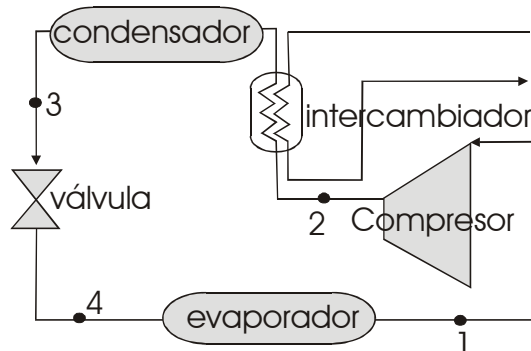 condensador
3
intercambiador
válvula
2
Compresor
4
evaporador
1